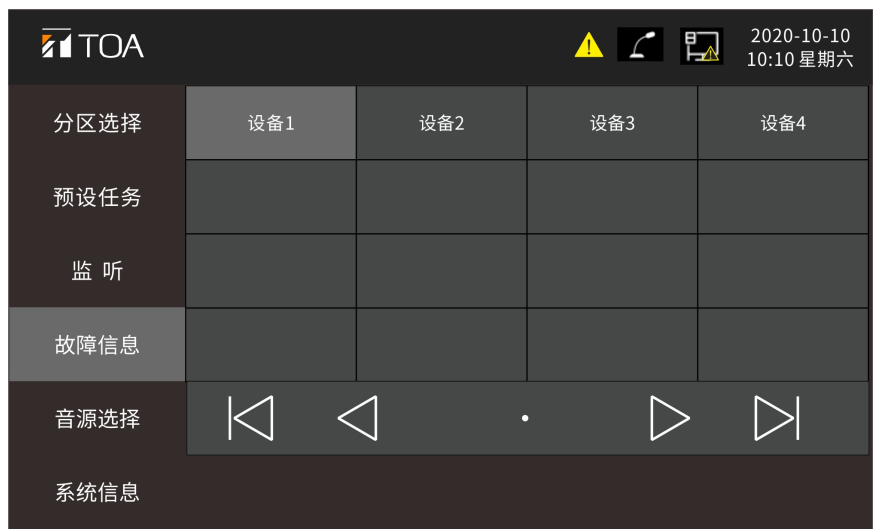 TOA
2020-10-10
10:10 星期六
分区选择
设备1
设备2
设备3
设备4
预设任务
监 听
故障信息
音源选择
系统信息